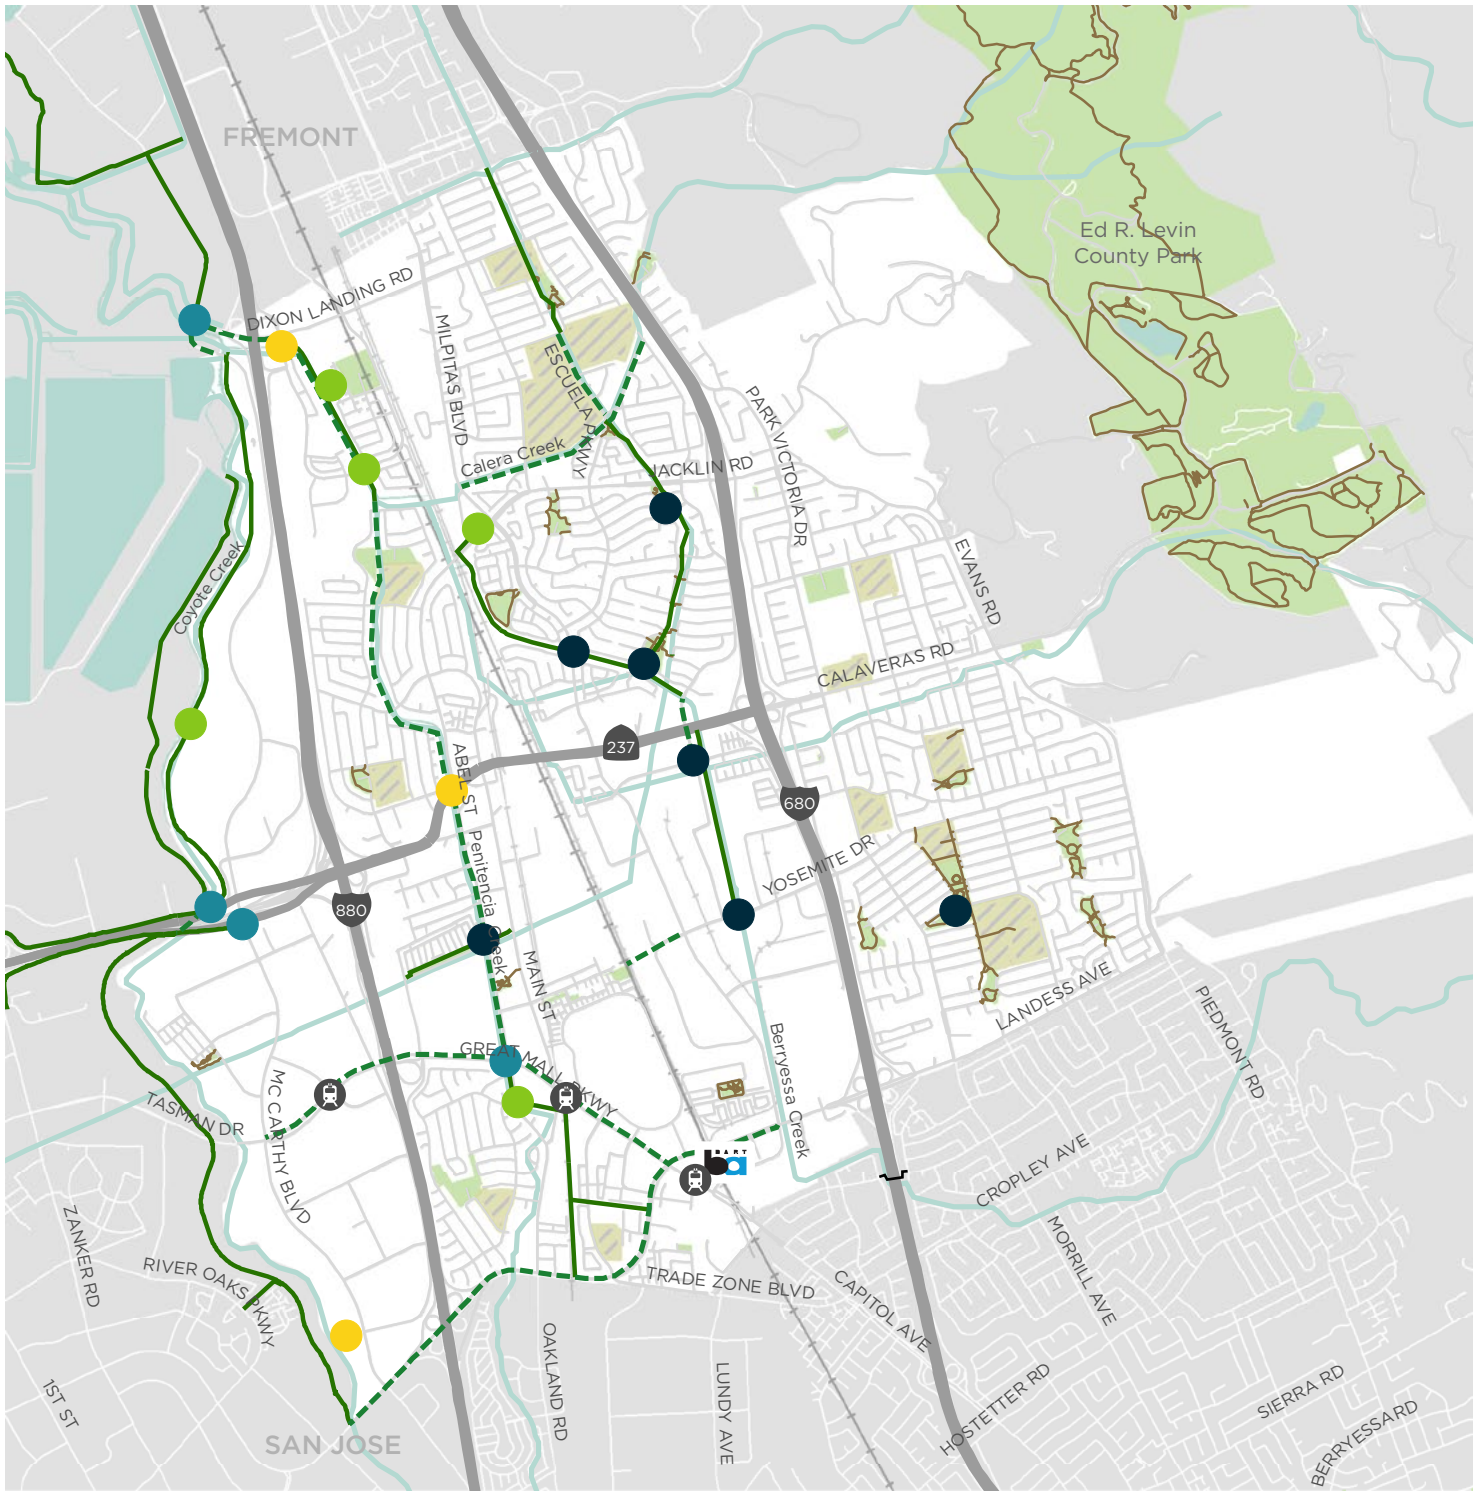 FREMONT
Ed R. Levin
County Park
DIXON LANDING RD
MILPITAS BLVD
ESCUELA PKWY
PARK VICTORIA DR
Calera Creek
JACKLIN RD
EVANS RD
Coyote Creek
CALAVERAS RD
237
ABEL ST
680
Penitencia Creek
YOSEMITE DR
880
MAIN ST
LANDESS AVE
PIEDMONT RD
GREAT MALL PKWY
Berryessa Creek
MC CARTHY BLVD
TASMAN DR
BART
ba
CROPLEY AVE
ZANKER RD
MORRILL AVE
RIVER OAKS PKWY
TRADE ZONE BLVD
CAPITOL AVE
OAKLAND RD
LUNDY AVE
HOSTETTER RD
SIERRA RD
1ST ST
BERRYESSA RD
SAN JOSE